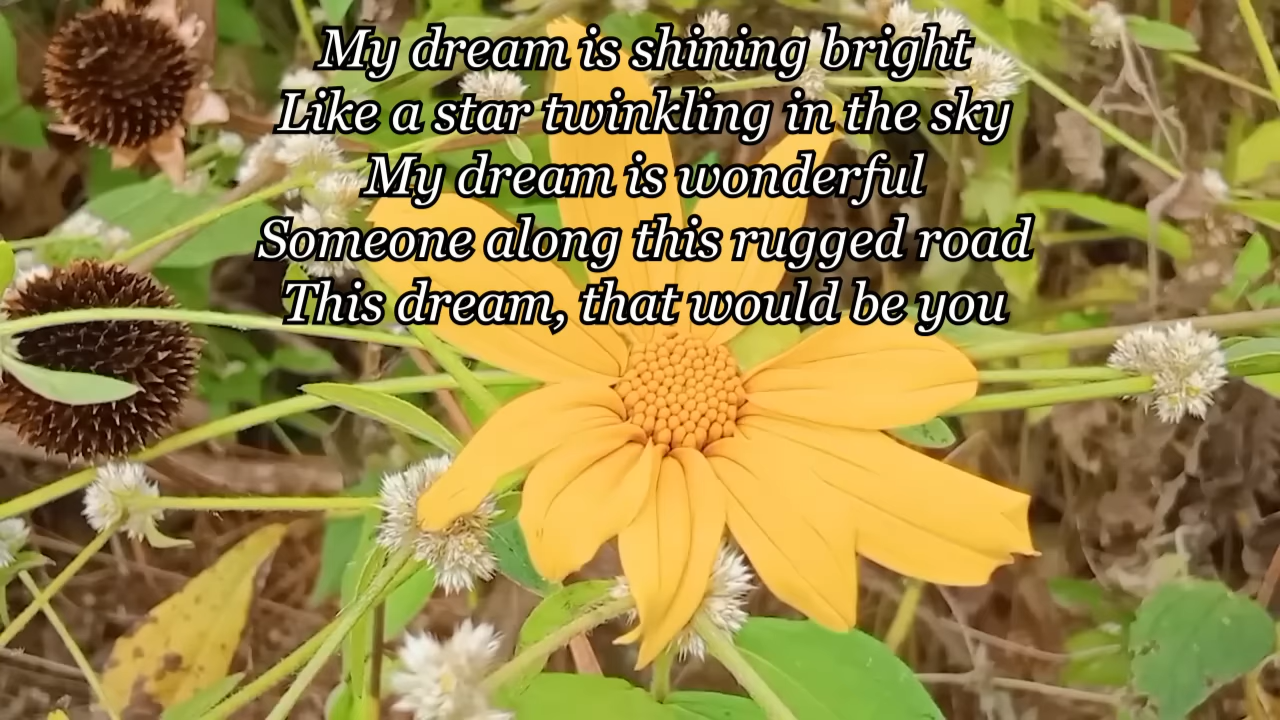 My dream is shining bright
Like a star twinkling in the sky
My dream is wonderful
Someone along this rugged road
This dream, that would be you